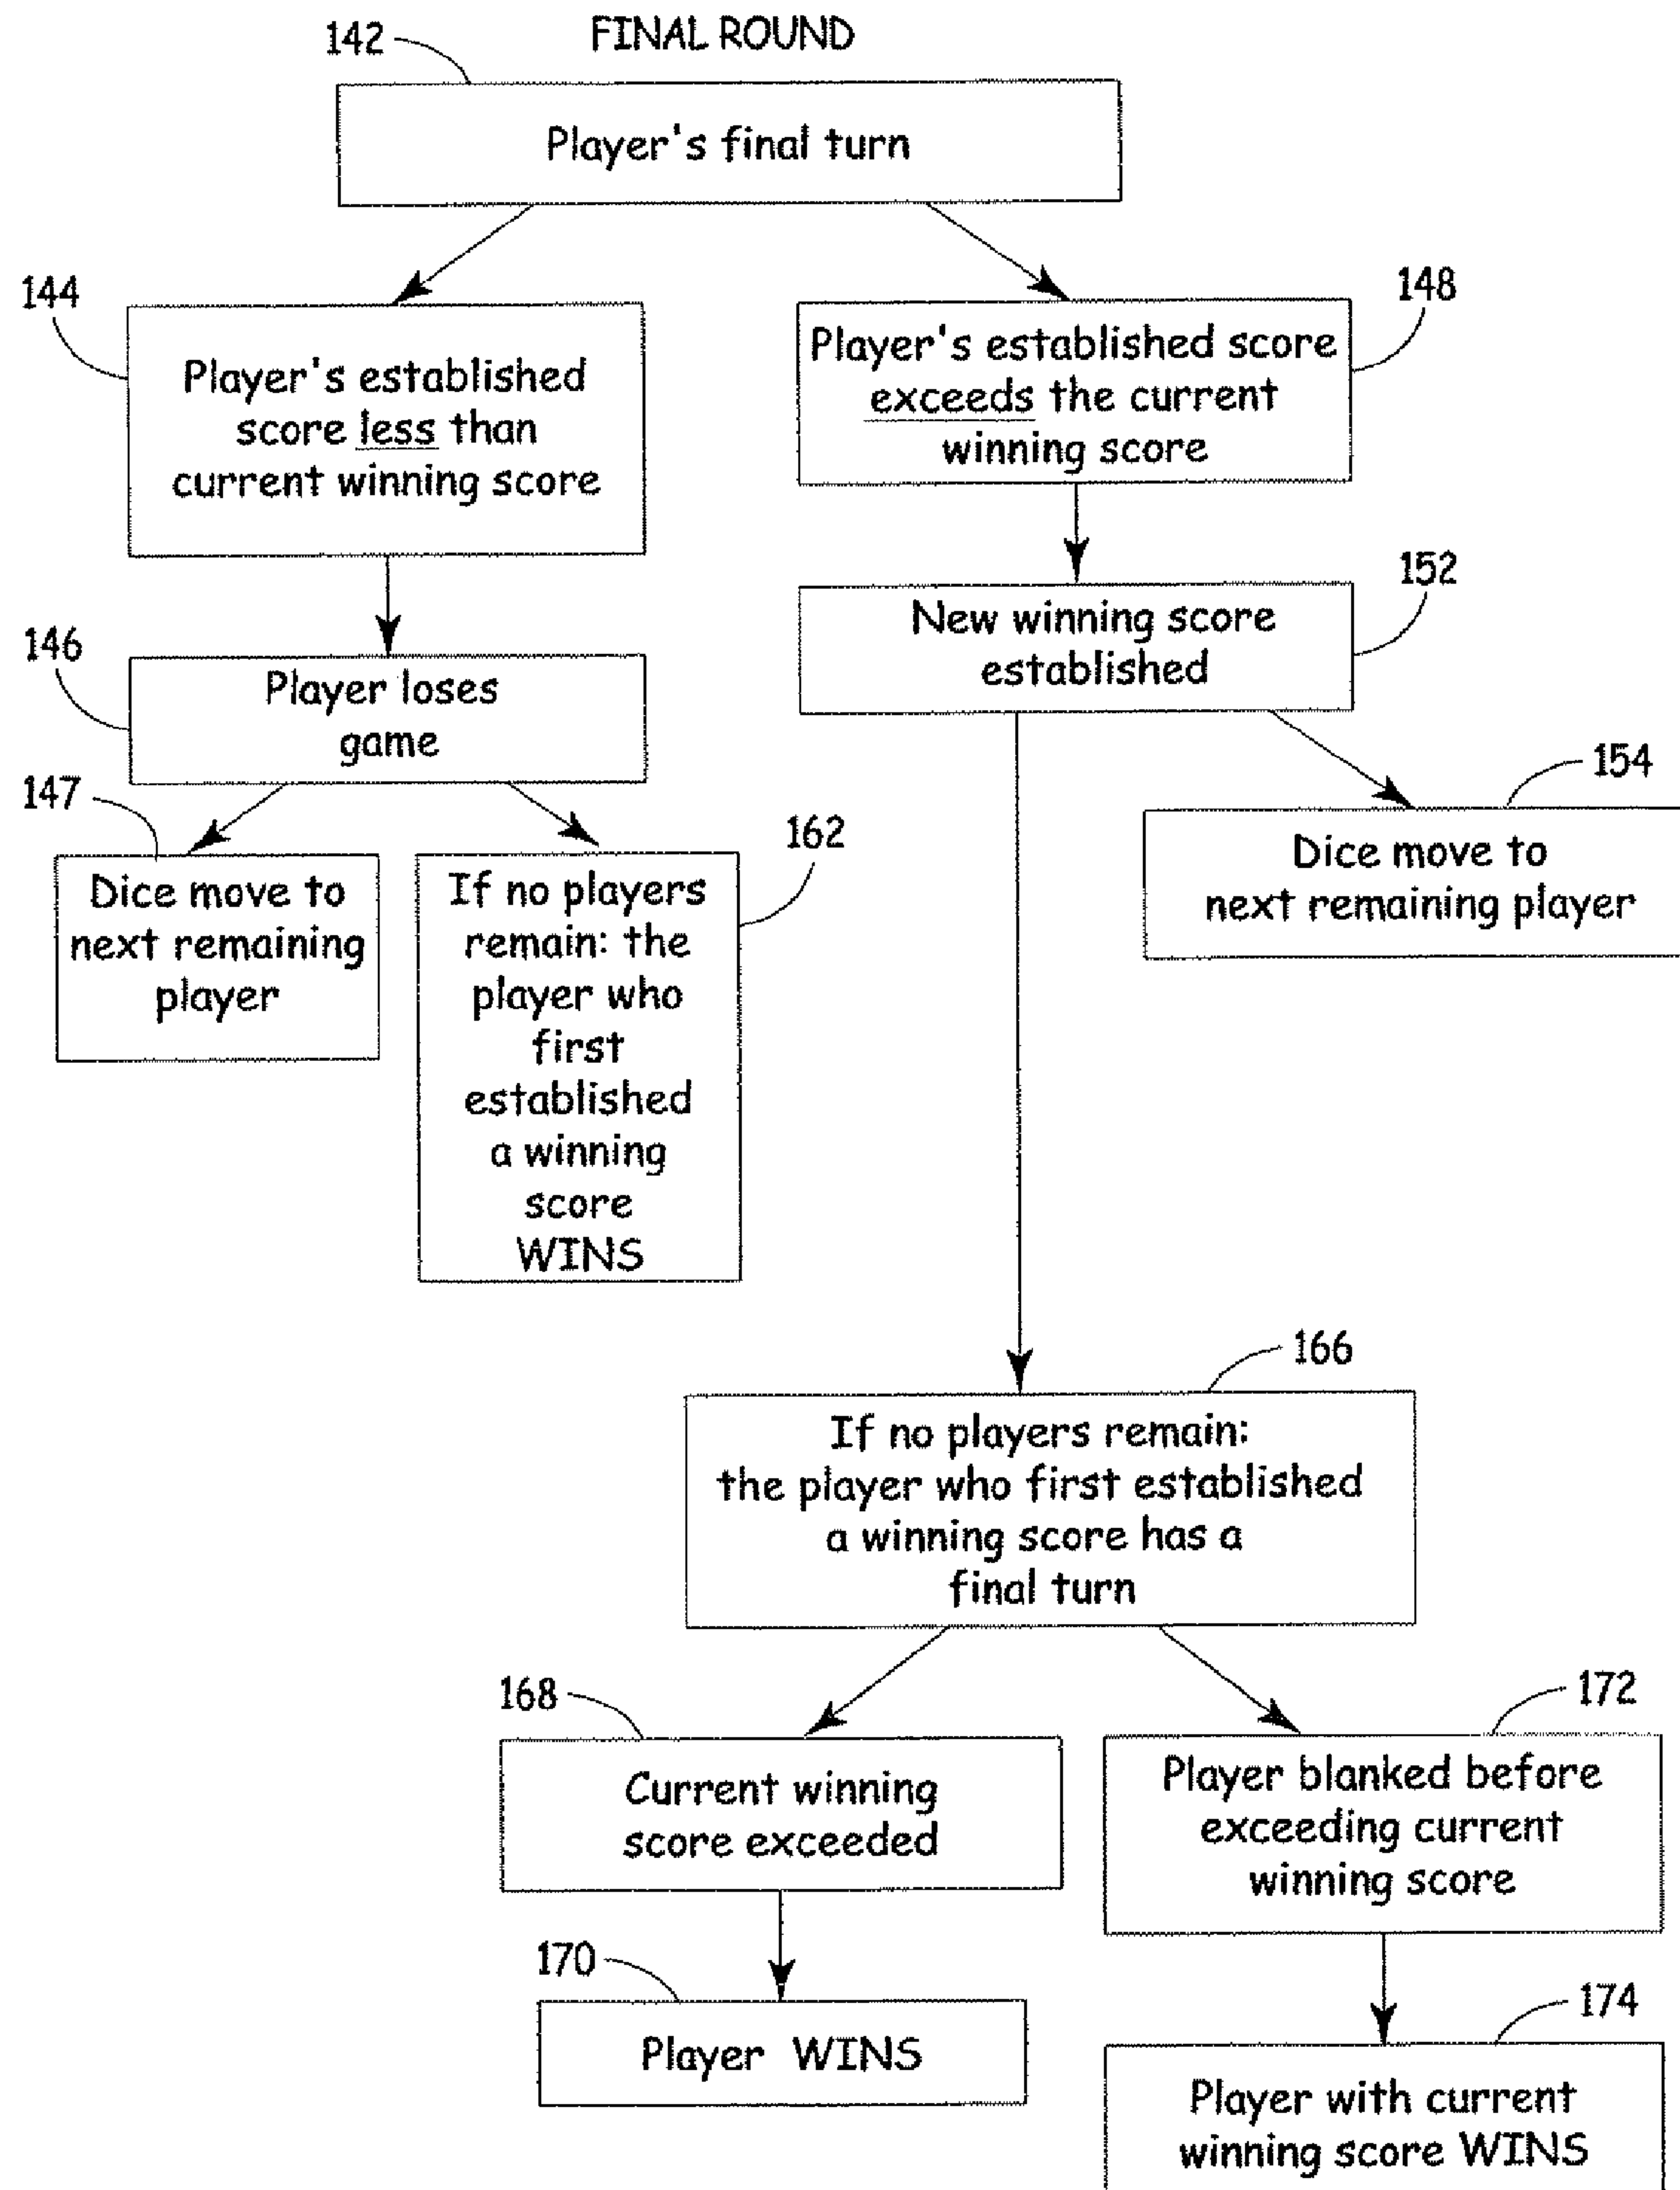 FINAL ROUND
142
Player's final turn
144
Player's established
score less than
current winning score
148
Player's established score
exceeds the current
winning score
146
Player loses
game
152
New winning score
established
147
Dice move to
next remaining
player
162
If no players
remain: the
player who
first
established
a winning
score
WINS
154
Dice move to
next remaining player
166
If no players remain:
the player who first established
a winning score has a
final turn
168
Current winning
score exceeded
172
Player blanked before
exceeding current
winning score
170
Player WINS
174
Player with current
winning score WINS